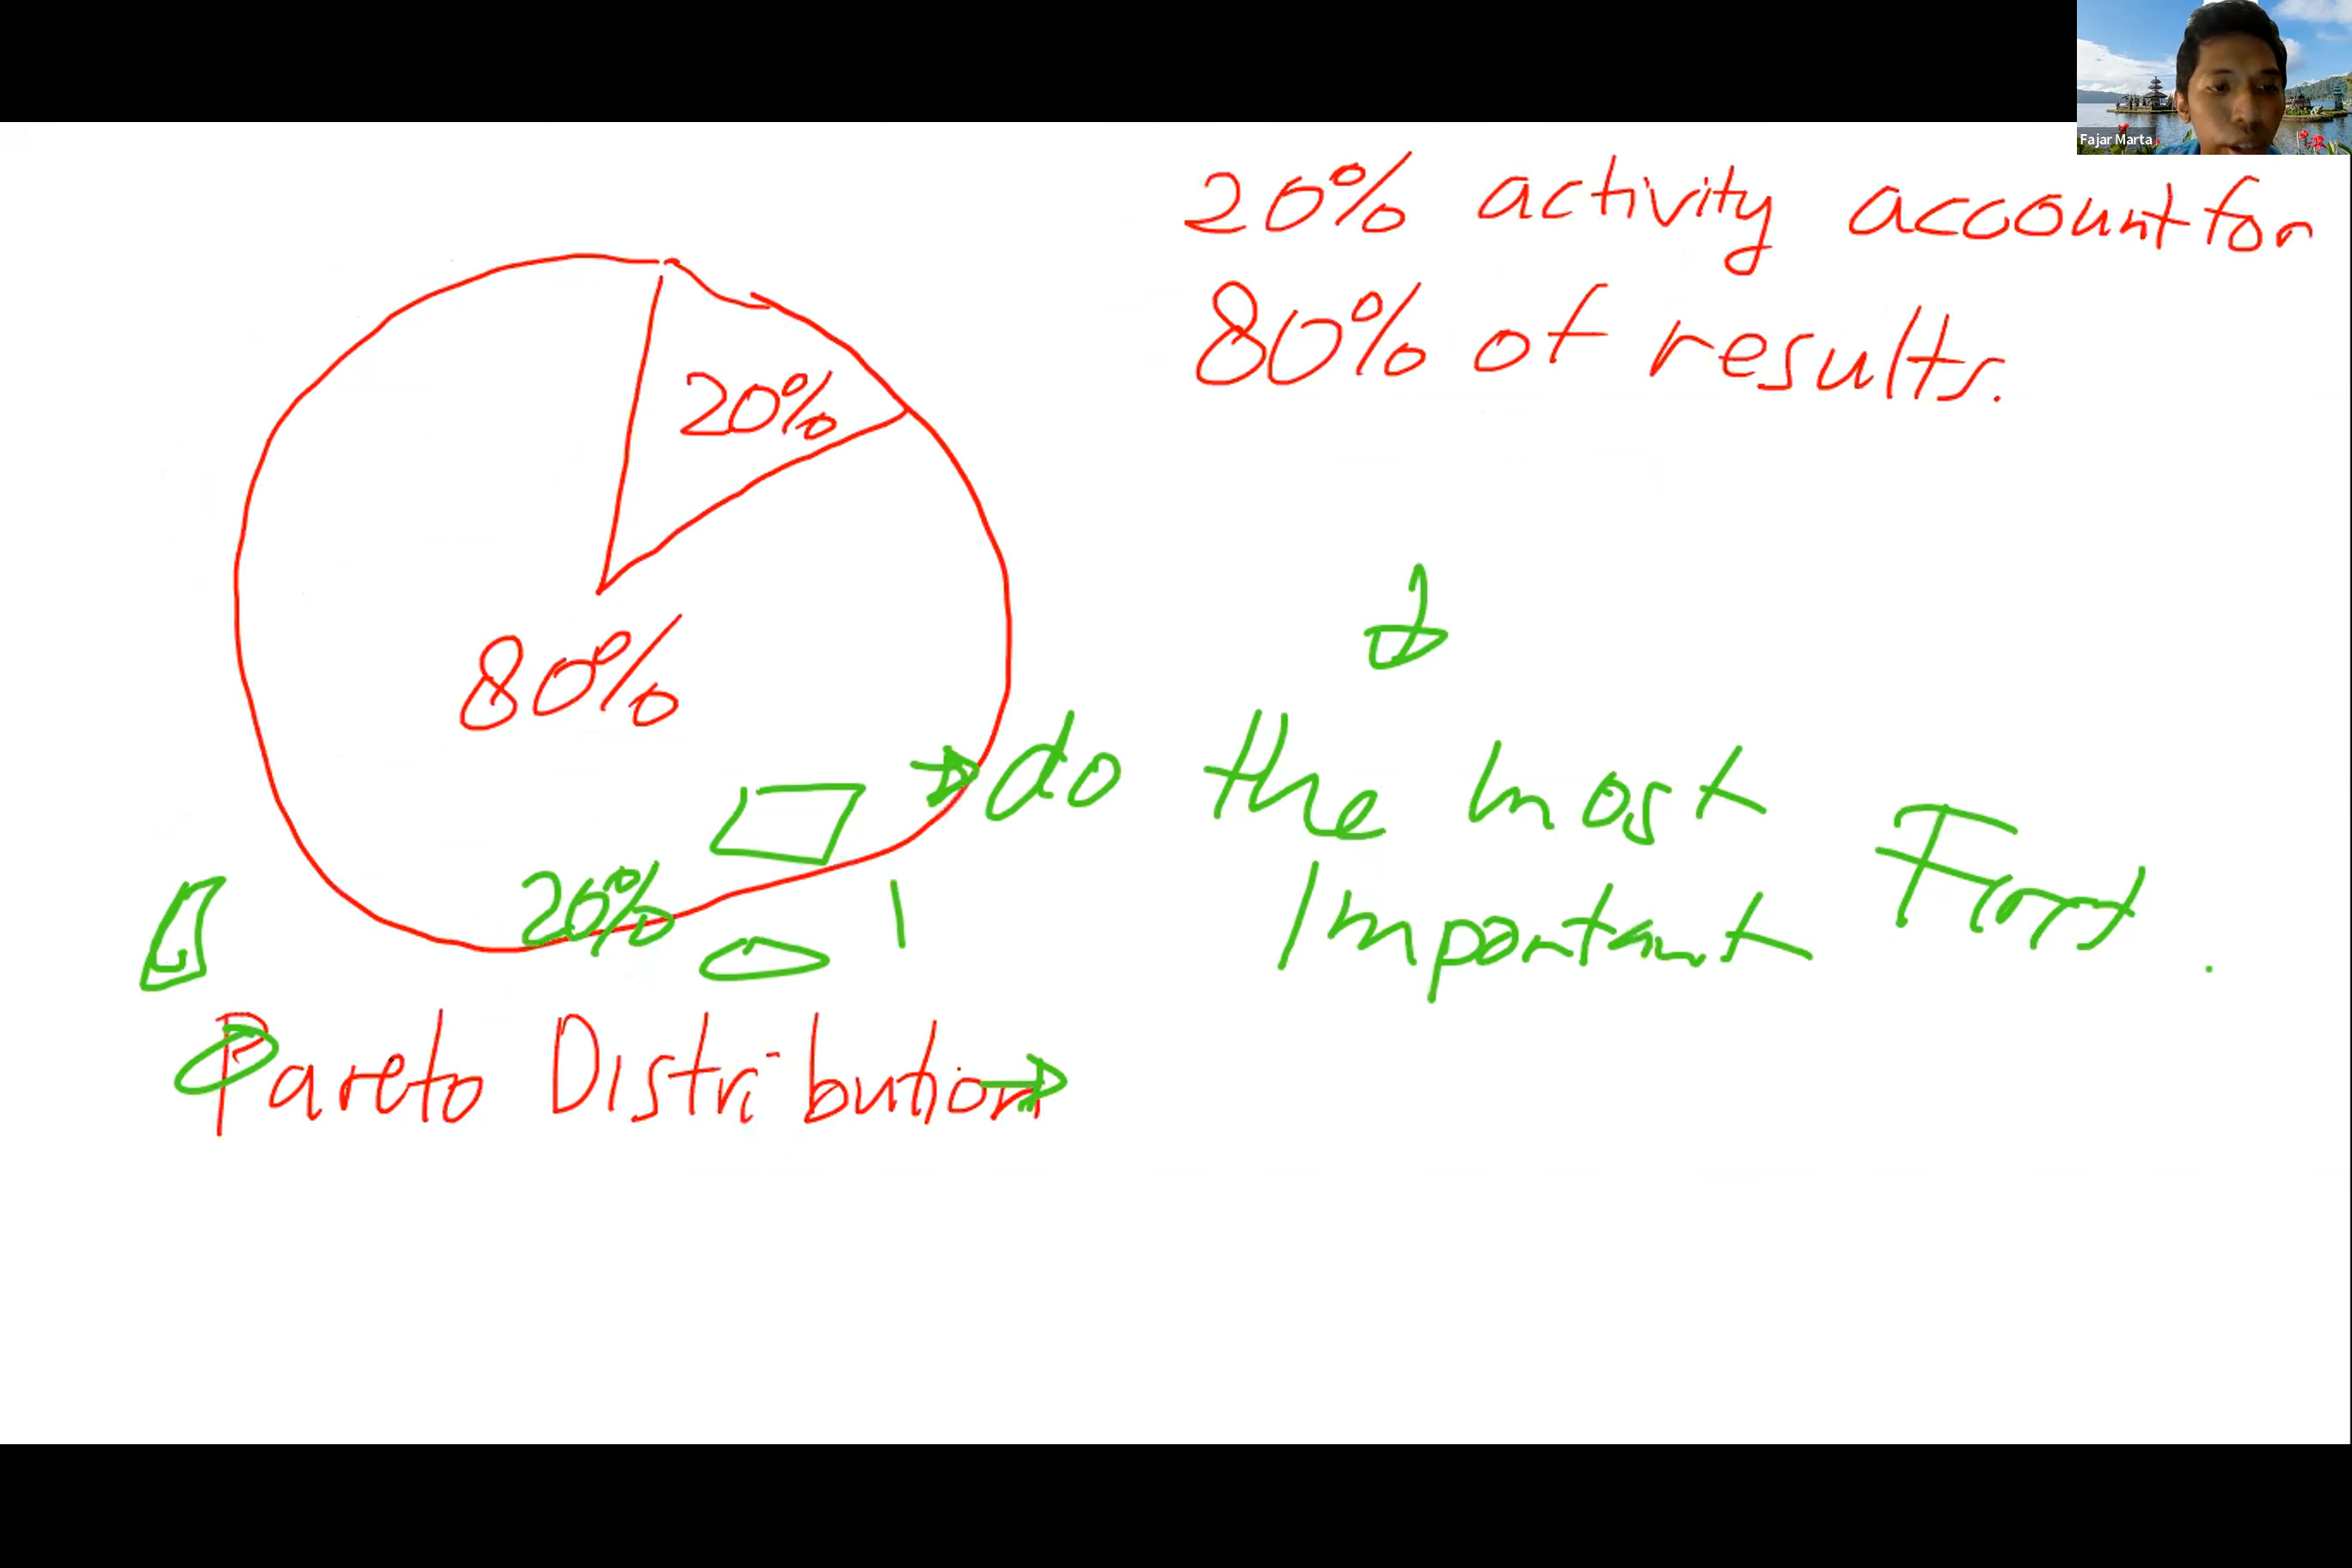 Fajar Marta
20% activity account for
80% of results.
20%
80%
do the most
Important First.
20%
Pareto Distribution